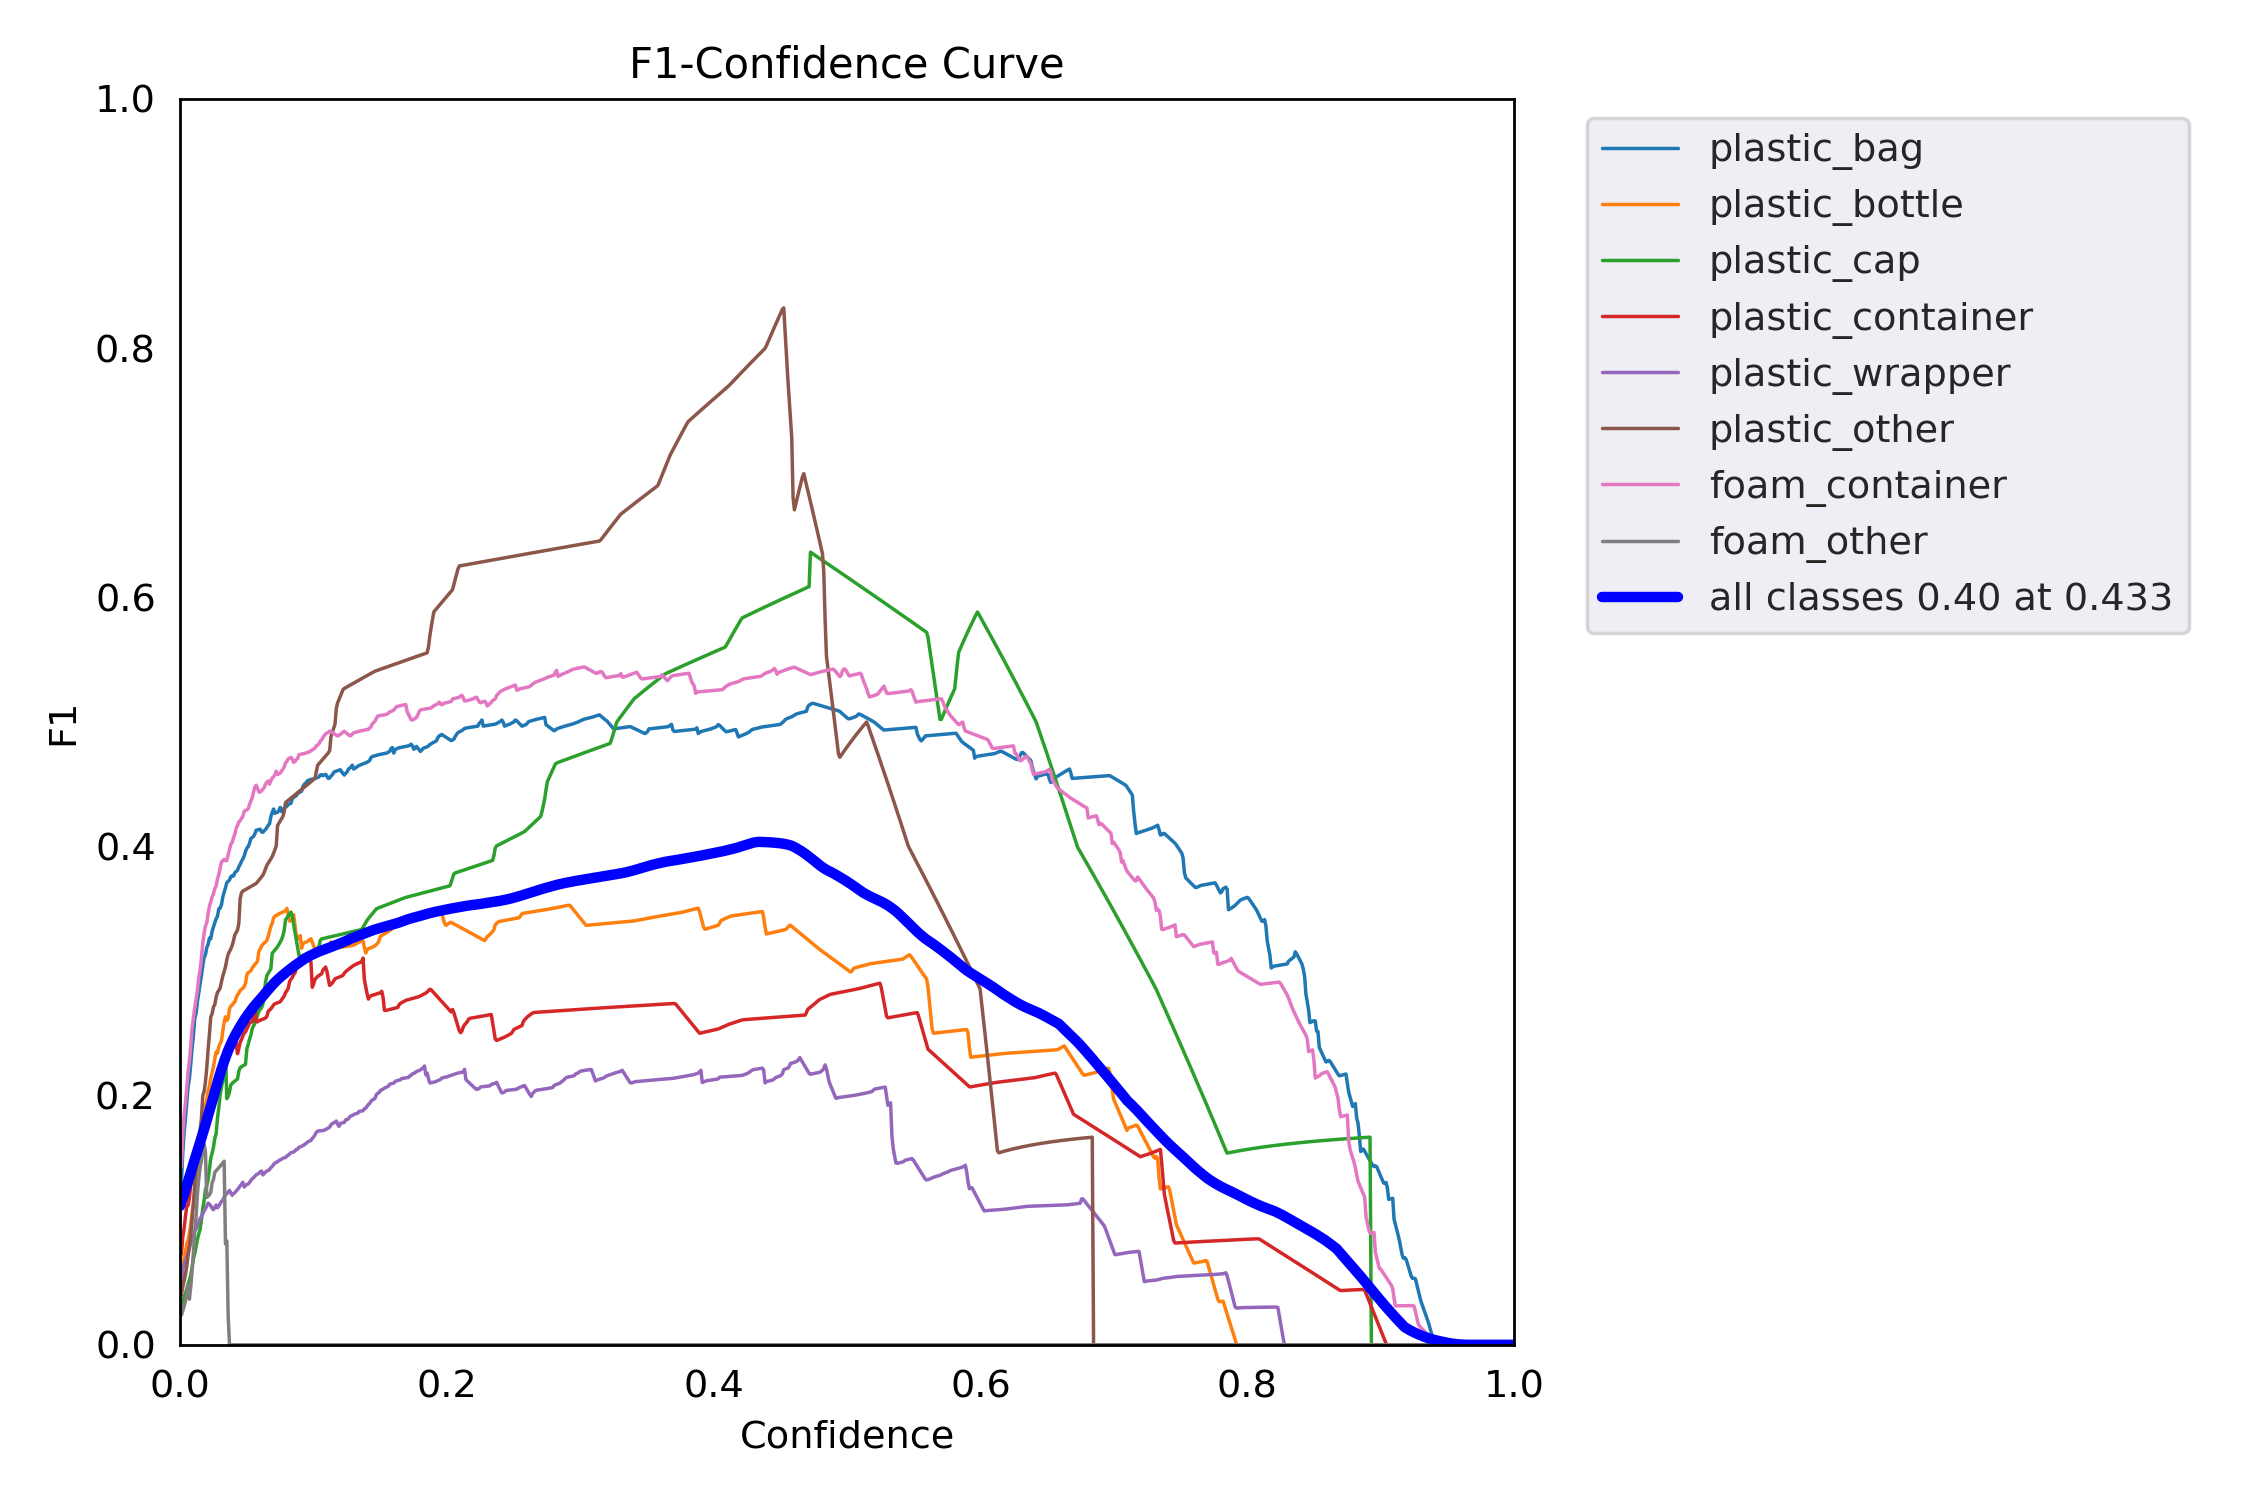 F1-Confidence Curve
1.0
0.8
0.6
0.4
0.2
0.0
F1
0.0 0.2 0.4 0.6 0.8 1.0
Confidence
plastic_bag
plastic_bottle
plastic_cap
plastic_container
plastic_wrapper
plastic_other
foam_container
foam_other
all classes 0.40 at 0.433